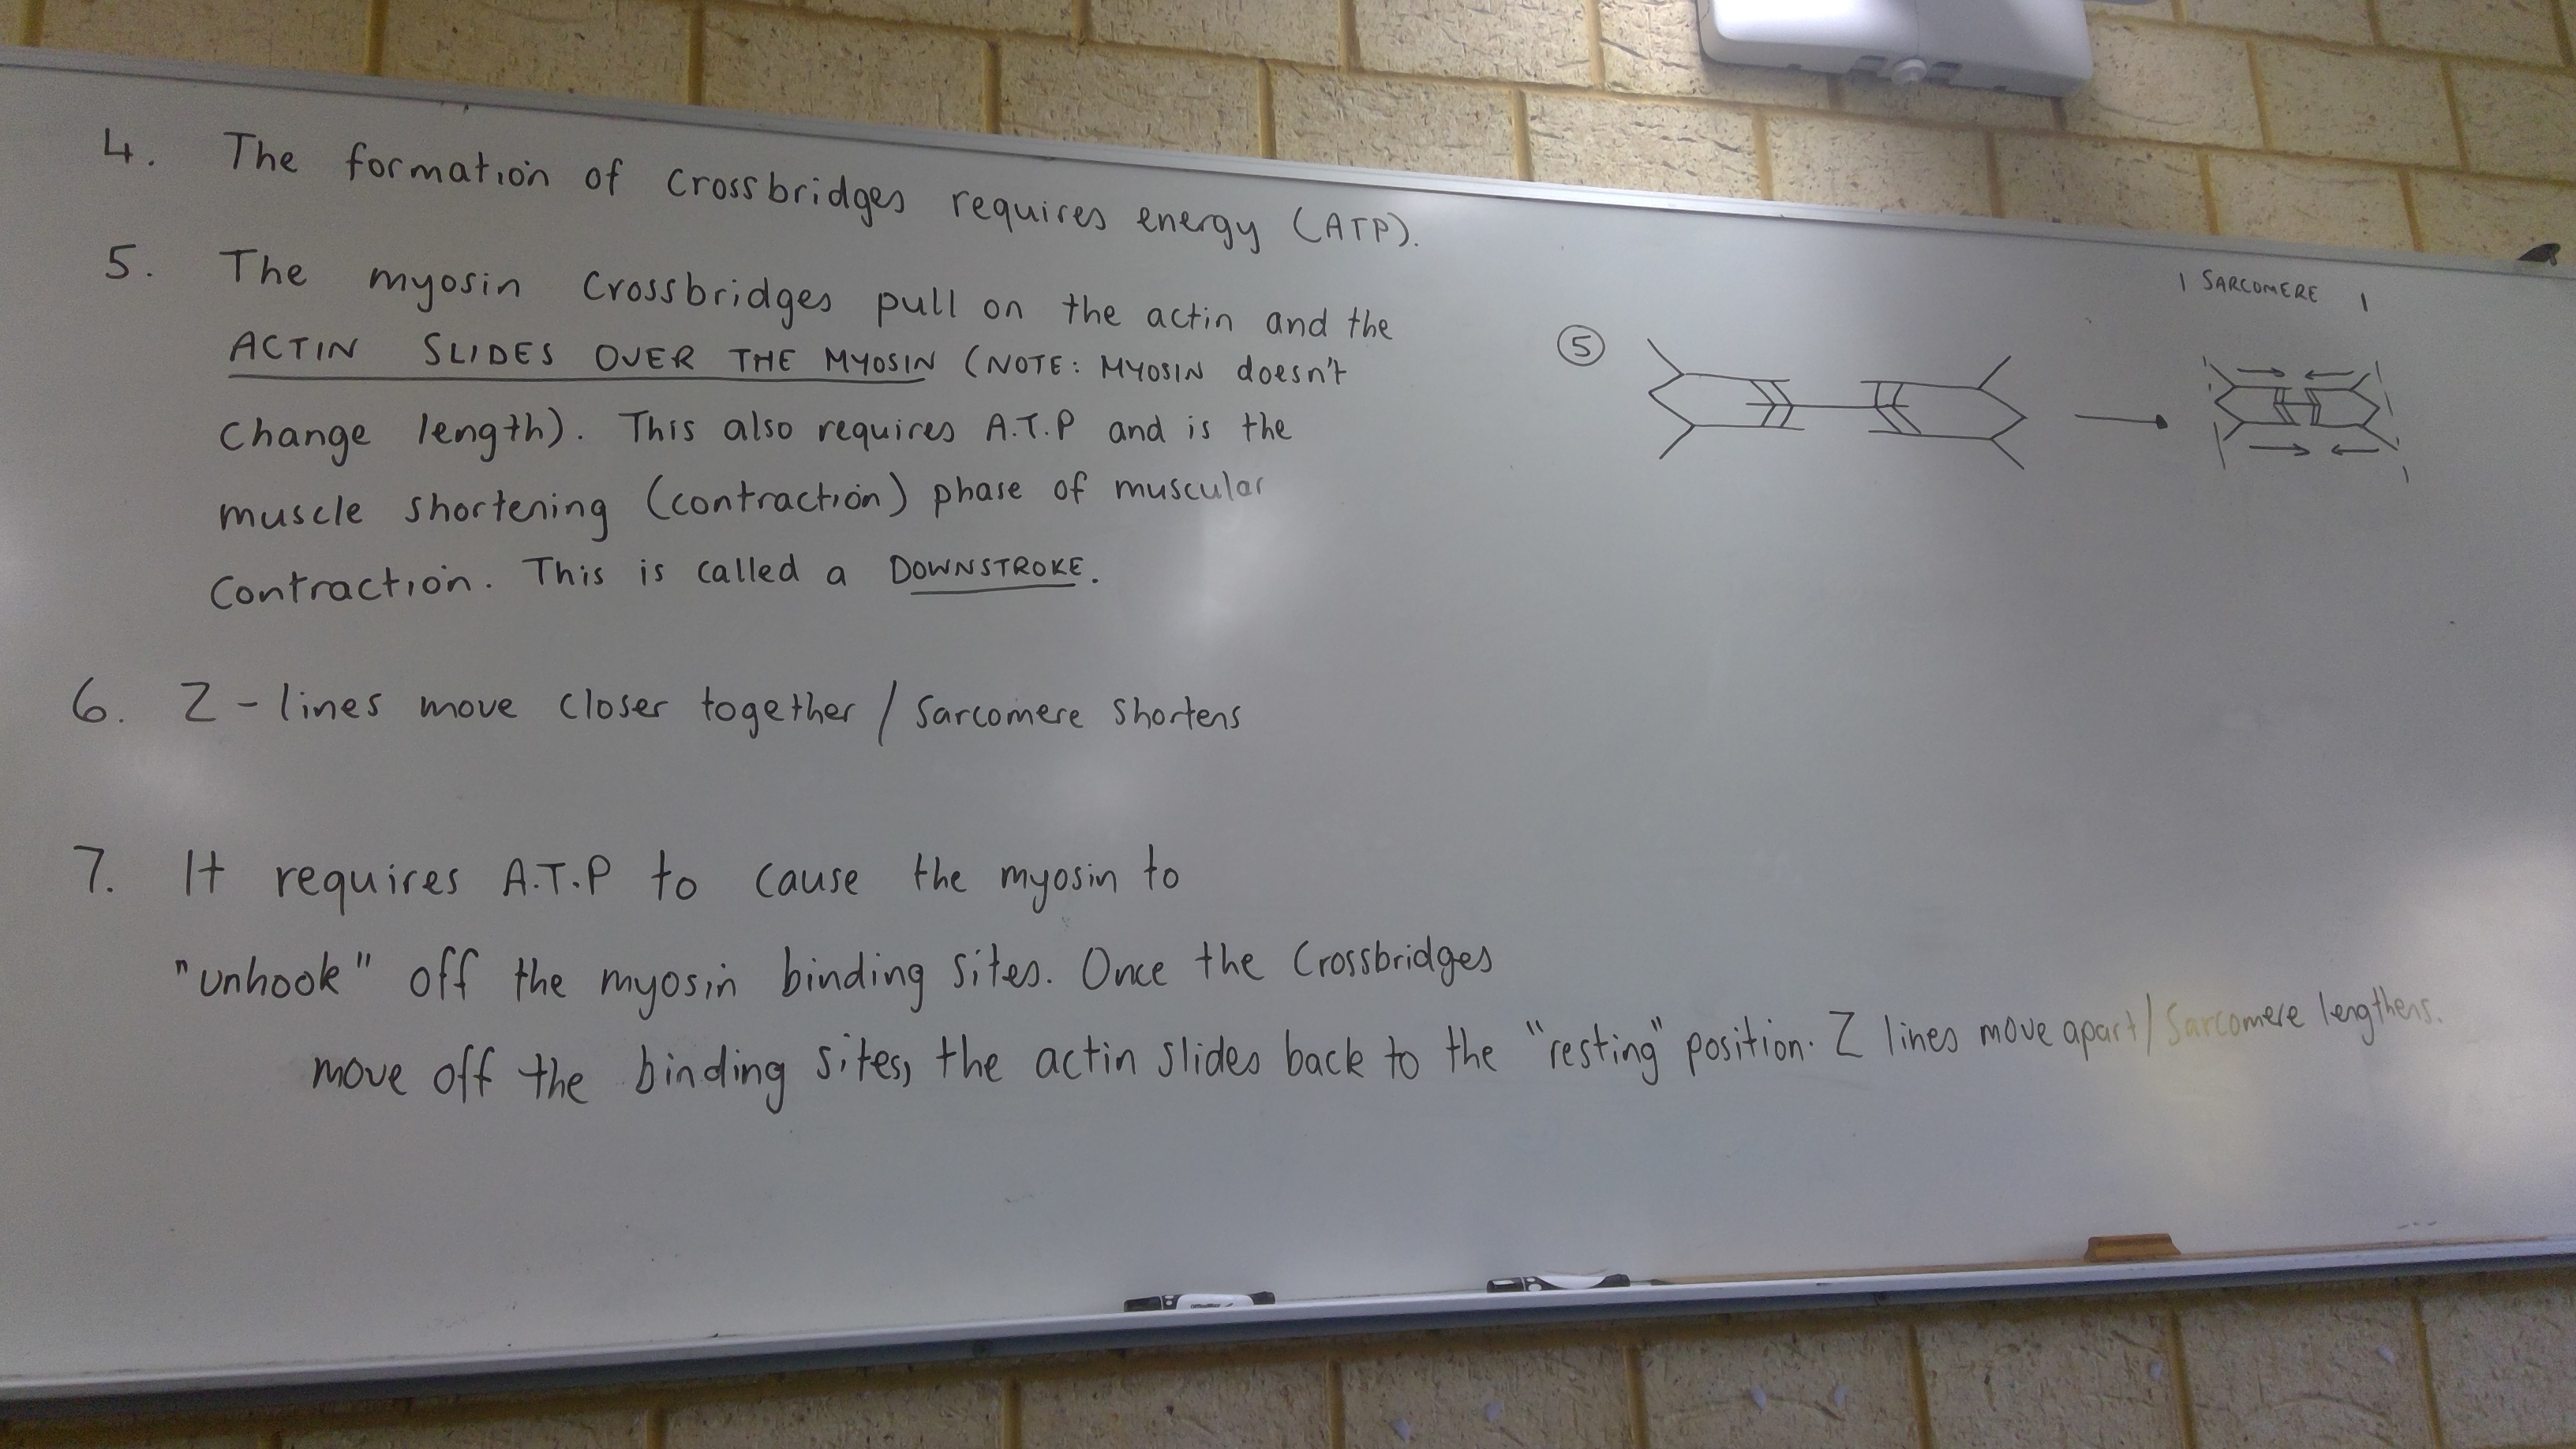 4. The formation of crossbridges requires energy (ATP).
5. The myosin crossbridges pull on the actin and the
ACTIN SLIDES OVER THE MYOSIN (NOTE: MYOSIN doesn't
change length). This also requires A.T.P and is the
muscle shortening (contraction) phase of muscular
contraction. This is called a DOWNSTROKE.
6. Z-lines move closer together / sarcomere shortens
7. It requires A.T.P to cause the myosin to
"unhook" off the myosin binding sites. Once the crossbridges
move off the binding sites, the actin slides back to the "resting" position. Z lines move apart/sarcomere lengthens.
5
SARCOMERE